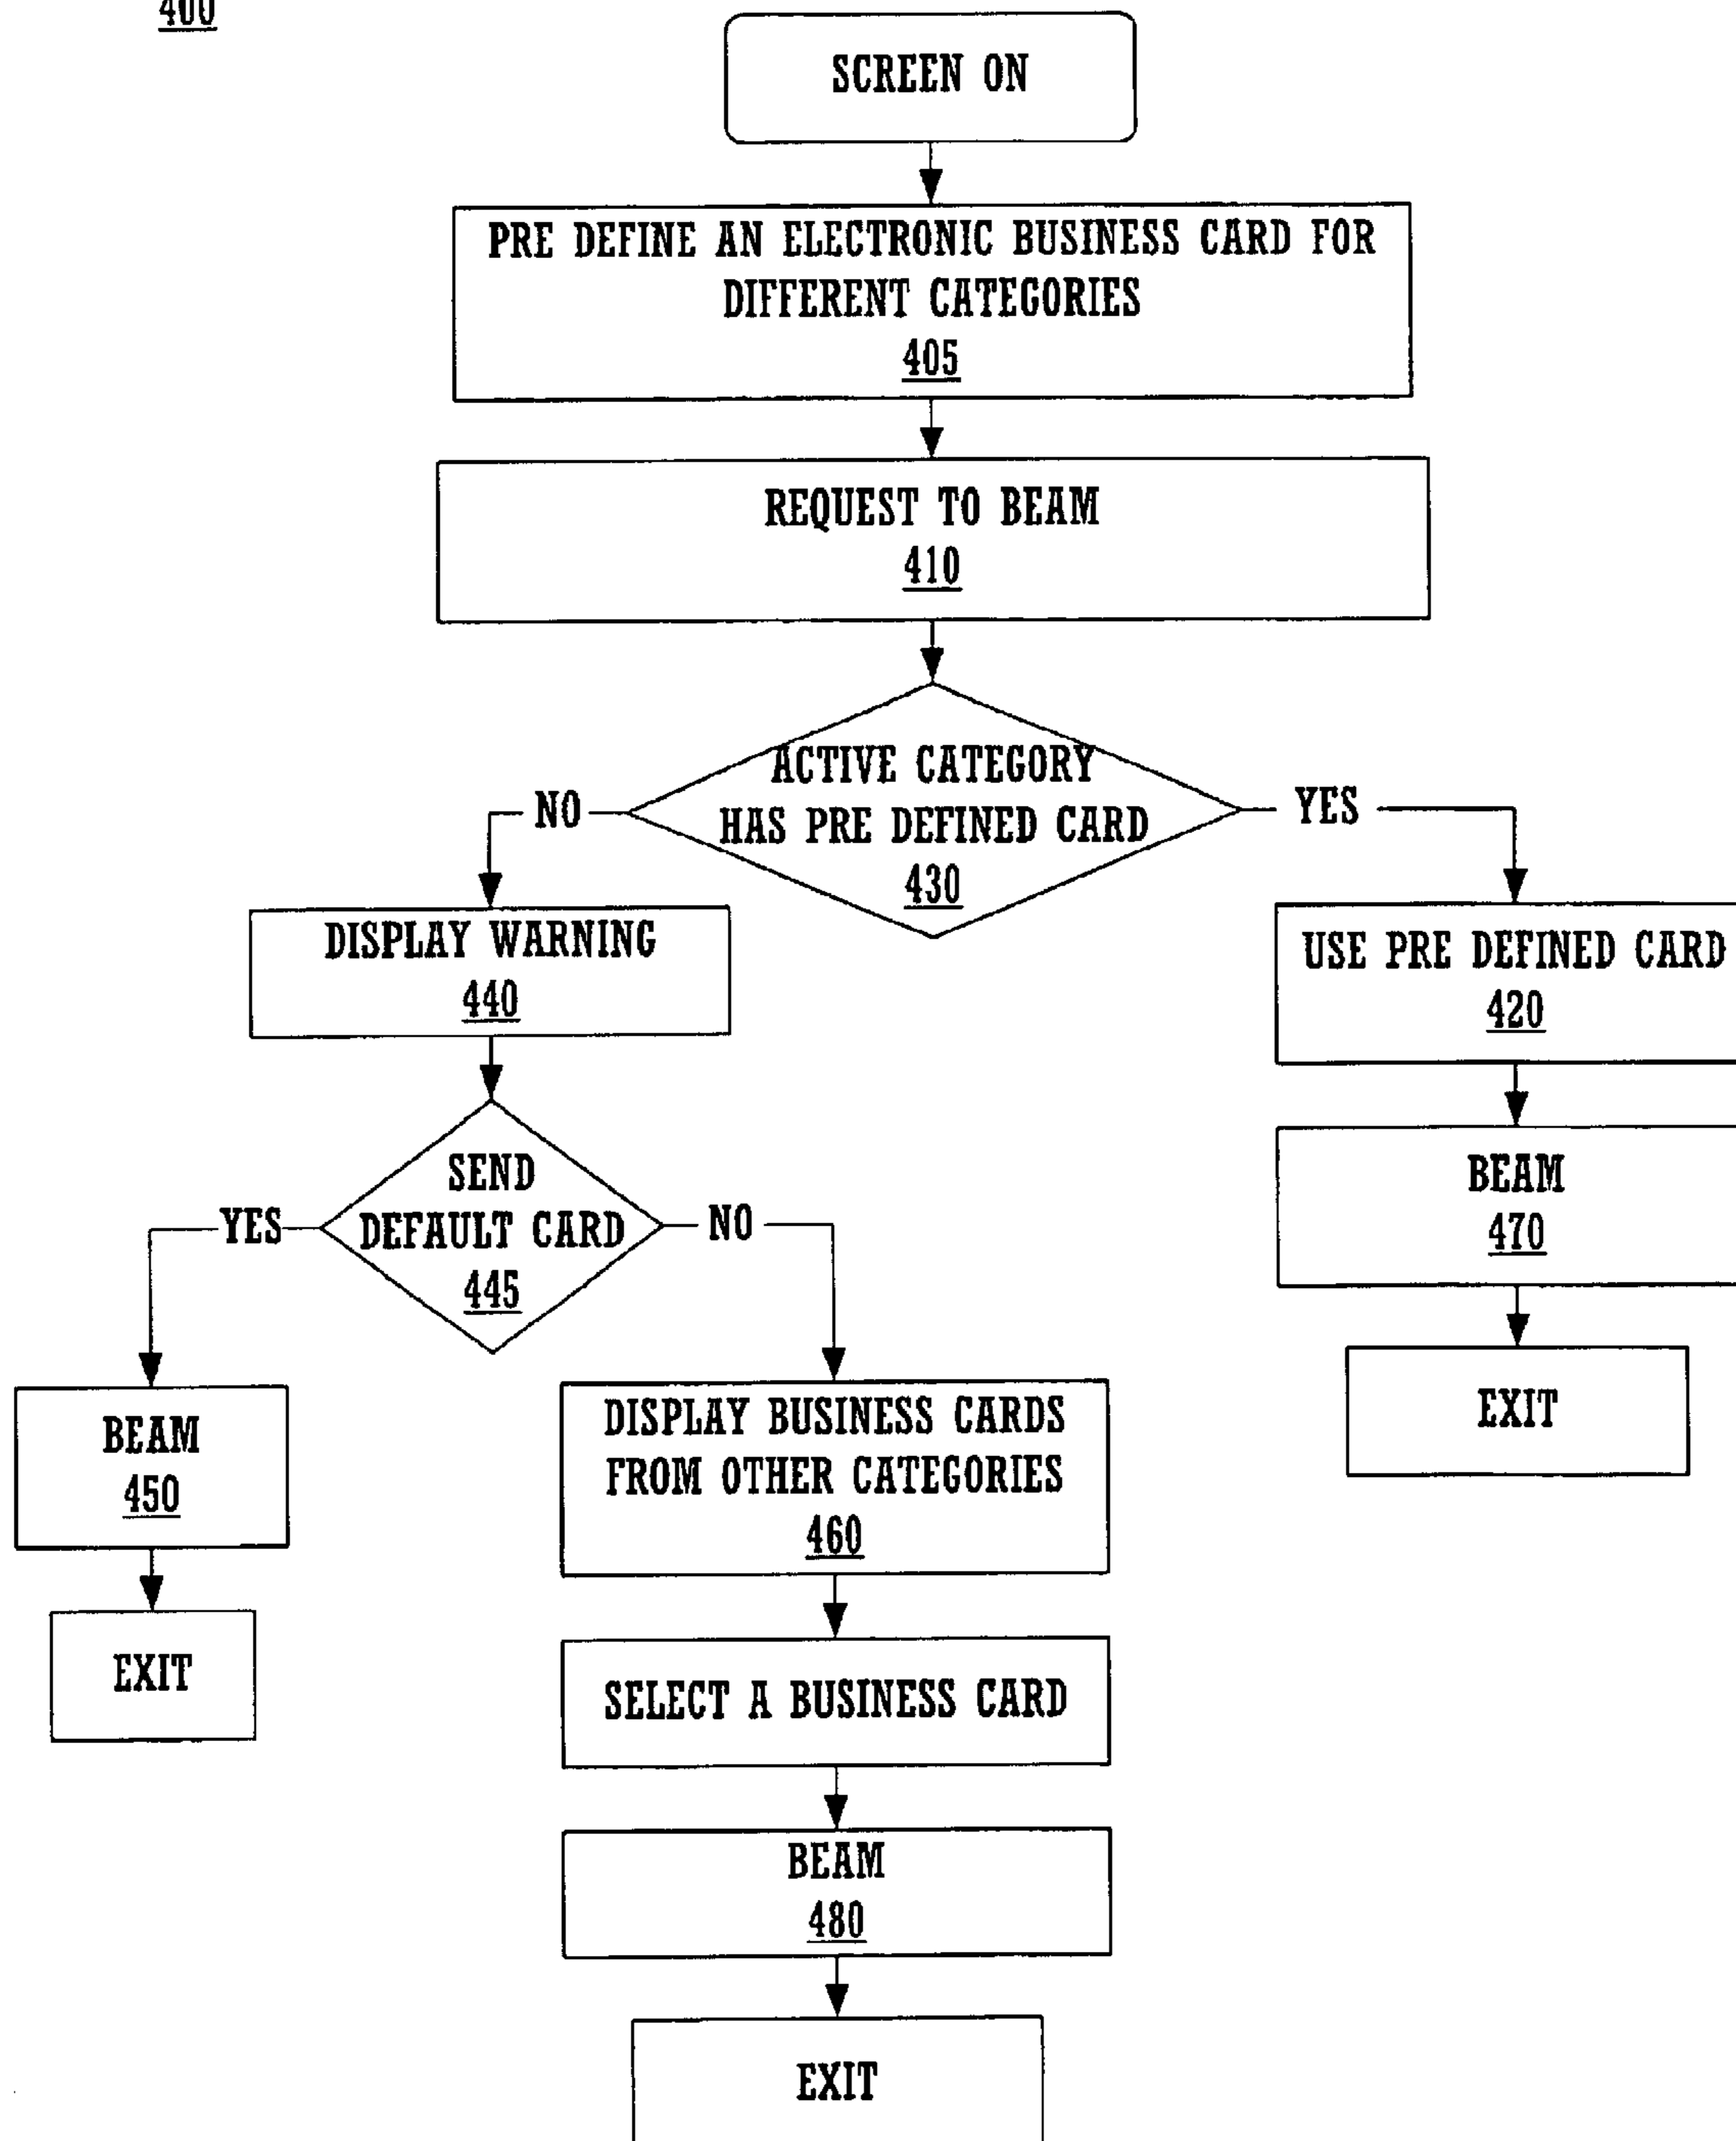 400
SCREEN ON
PRE DEFINE AN ELECTRONIC BUSINESS CARD FOR
DIFFERENT CATEGORIES
405
REQUEST TO BEAM
410
ACTIVE CATEGORY
HAS PRE DEFINED CARD
430
NO
YES
DISPLAY WARNING
440
USE PRE DEFINED CARD
420
SEND
DEFAULT CARD
445
YES
NO
BEAM
470
EXIT
BEAM
450
EXIT
DISPLAY BUSINESS CARDS
FROM OTHER CATEGORIES
460
SELECT A BUSINESS CARD
BEAM
480
EXIT